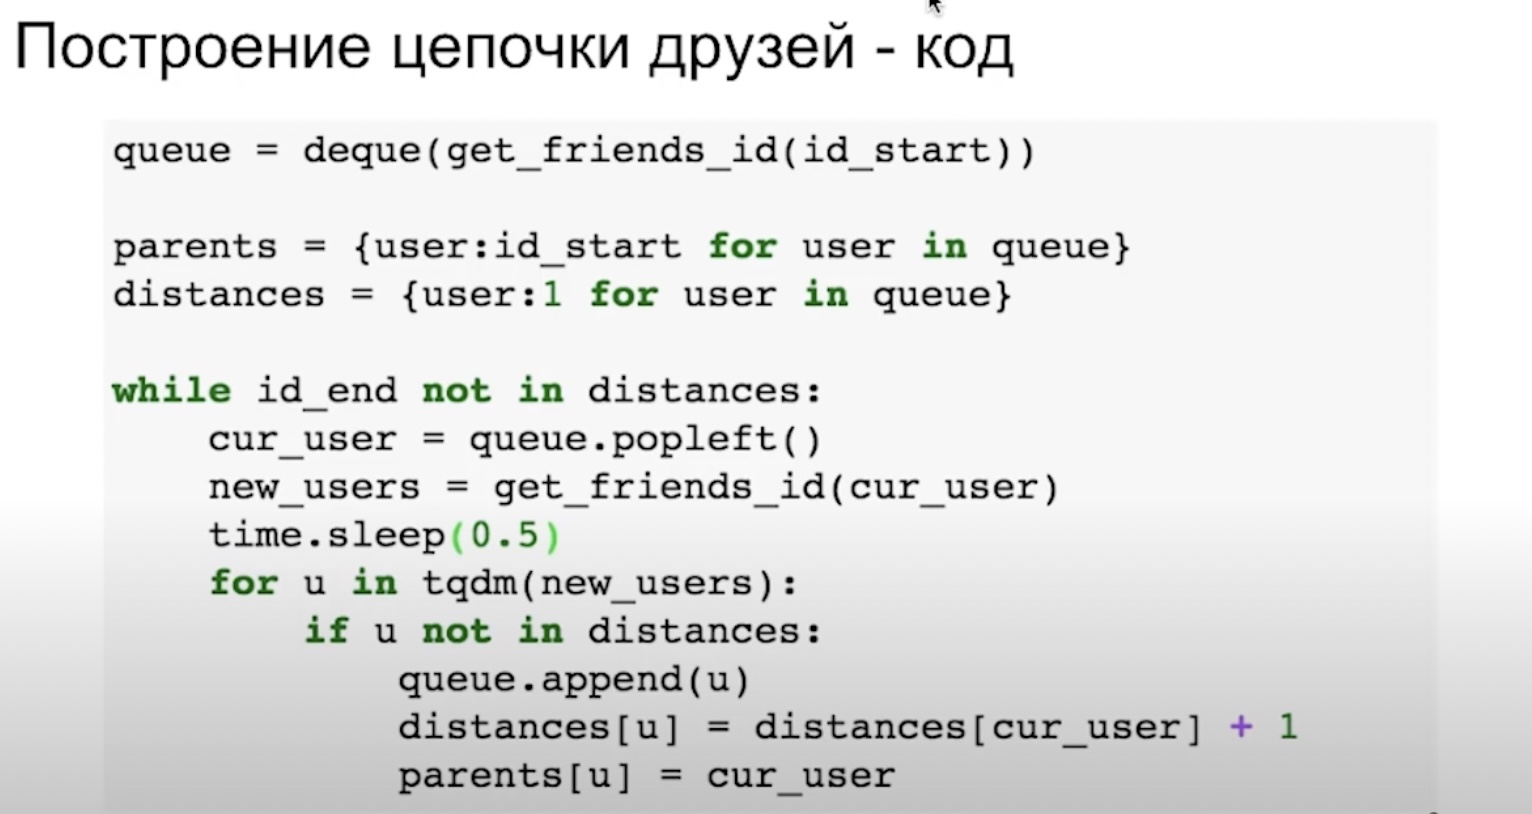 Построение цепочки друзей - код
queue = deque(get_friends_id(id_start))
parents = {user:id_start for user in queue}
distances = {user:1 for user in queue}
while id_end not in distances:
    cur_user = queue.popleft()
    new_users = get_friends_id(cur_user)
    time.sleep(0.5)
    for u in tqdm(new_users):
        if u not in distances:
            queue.append(u)
            distances[u] = distances[cur_user] + 1
            parents[u] = cur_user